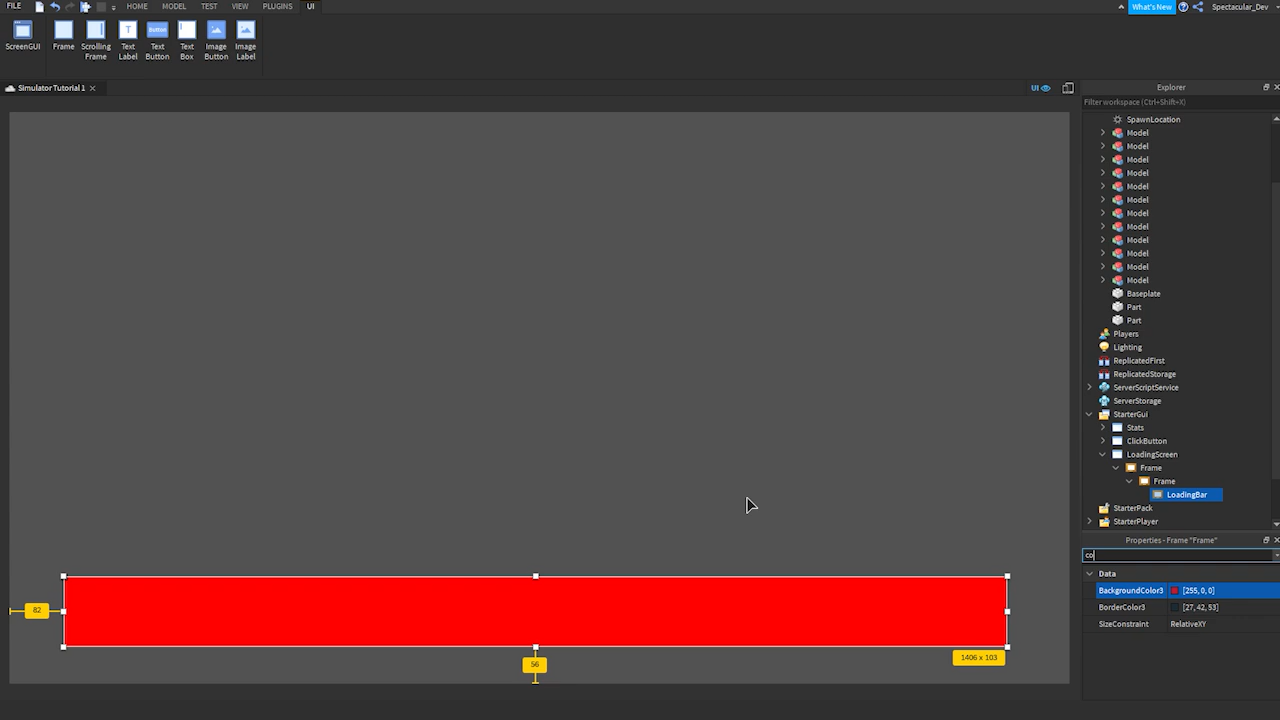 FILE HOME MODEL TEST VIEW PLUGINS UI What's New Spectacular_Dev
ScreenGUI Frame Scrolling Frame Text Label Text Button Text Box Image Button Image Label
T Button T
Simulator Tutorial 1 UI Explorer
Filter workspace (Ctrl+Shift+X)
SpawnLocation
Model
Model
Model
Model
Model
Model
Model
Model
Model
Model
Model
Model
Baseplate
Part
Part
Players
Lighting
ReplicatedFirst
ReplicatedStorage
ServerScriptService
ServerStorage
StarterGui
Stats
ClickButton
LoadingScreen
Frame
Frame
LoadingBar
StarterPack
StarterPlayer
Properties - Frame "Frame"
co
Data
BackgroundColor3 [255, 0, 0]
BorderColor3 [27, 42, 53]
SizeConstraint RelativeXY
82
56
1406 x 103